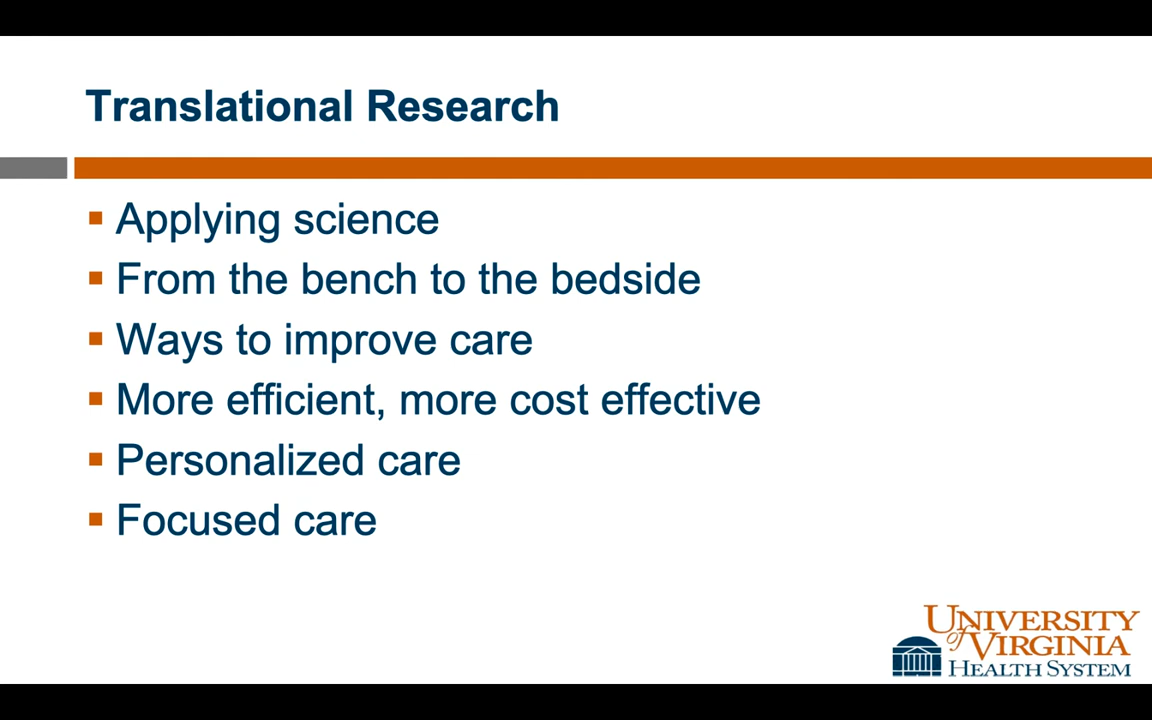 Translational Research
Applying science
From the bench to the bedside
Ways to improve care
More efficient, more cost effective
Personalized care
Focused care
UNIVERSITY
of VIRGINIA
HEALTH SYSTEM